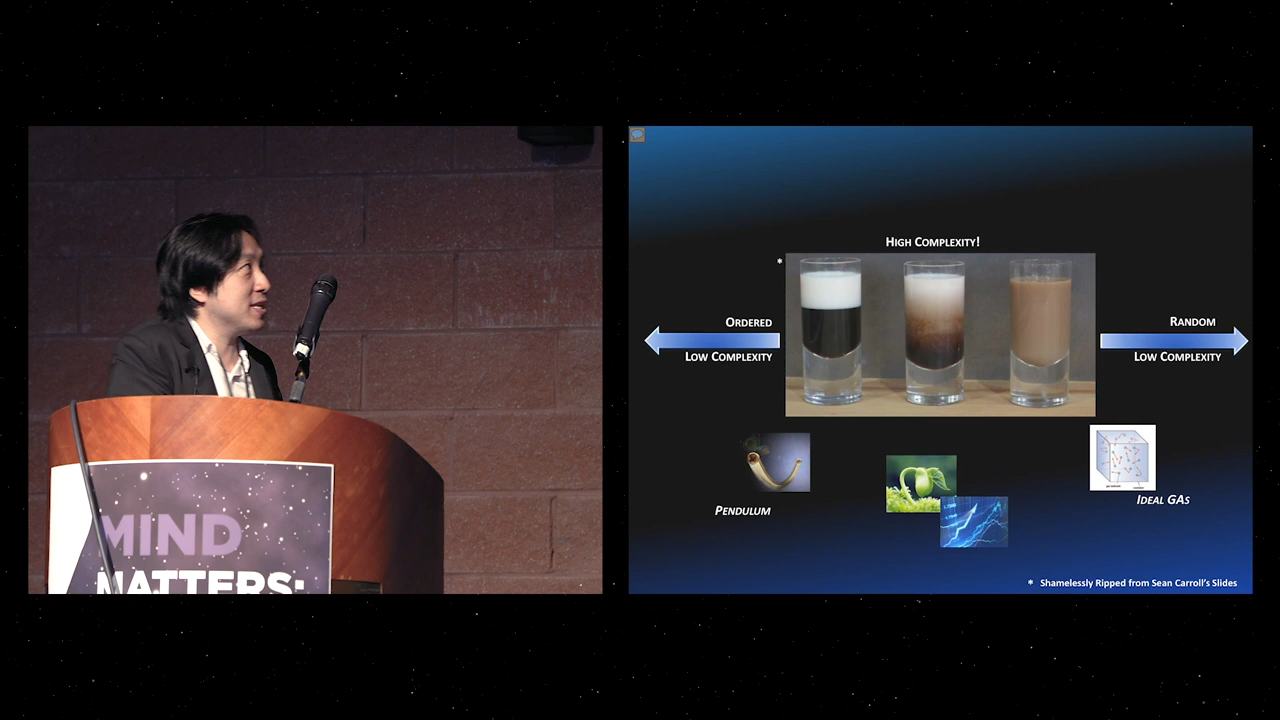 MIND
MATTERS:
HIGH COMPLEXITY!
*
ORDERED
LOW COMPLEXITY
RANDOM
LOW COMPLEXITY
PENDULUM
IDEAL GAS
* Shamelessly Ripped from Sean Carroll's Slides